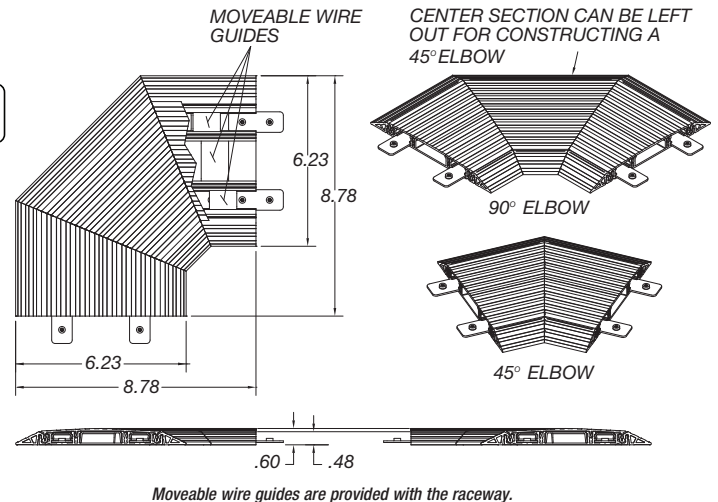 MOVEABLE WIRE
GUIDES
CENTER SECTION CAN BE LEFT
OUT FOR CONSTRUCTING A
45° ELBOW
6.23
8.78
90° ELBOW
6.23
8.78
45° ELBOW
.60
.48
Moveable wire guides are provided with the raceway.